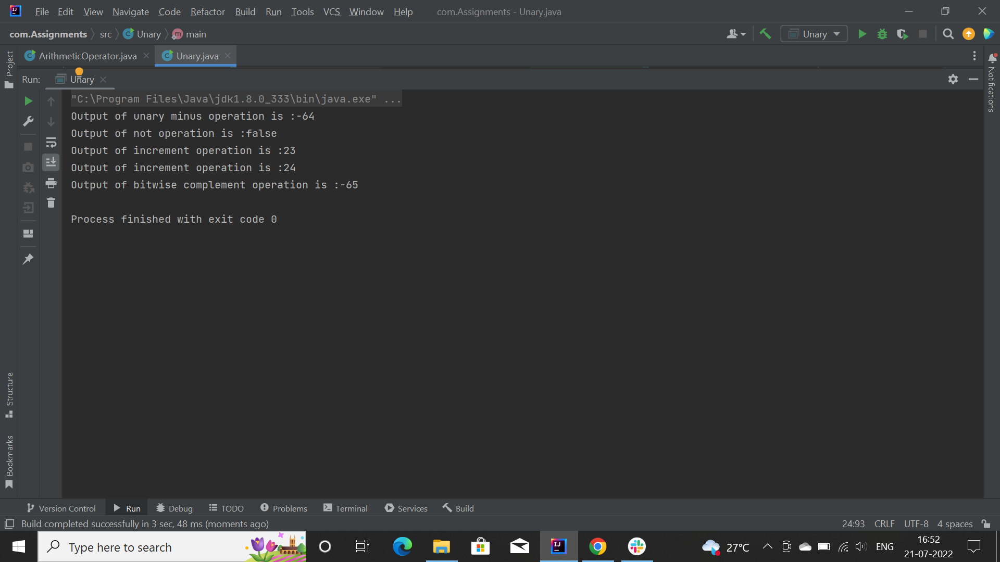 File Edit View Navigate Code Refactor Build Run Tools VCS Window Help com.Assignments - Unary.java
com.Assignments src Unary main Unary
ArithmeticOperator.java Unary.java
Project
Run: Unary
Notifications
"C:\Program Files\Java\jdk1.8.0_333\bin\java.exe" ...
Output of unary minus operation is :-64
Output of not operation is :false
Output of increment operation is :23
Output of increment operation is :24
Output of bitwise complement operation is :-65
Process finished with exit code 0
Structure
Bookmarks
Version Control Run Debug TODO Problems Terminal Services Build
Build completed successfully in 3 sec, 48 ms (moments ago) 24:93 CRLF UTF-8 4 spaces
Type here to search 27°C ENG 16:52
21-07-2022